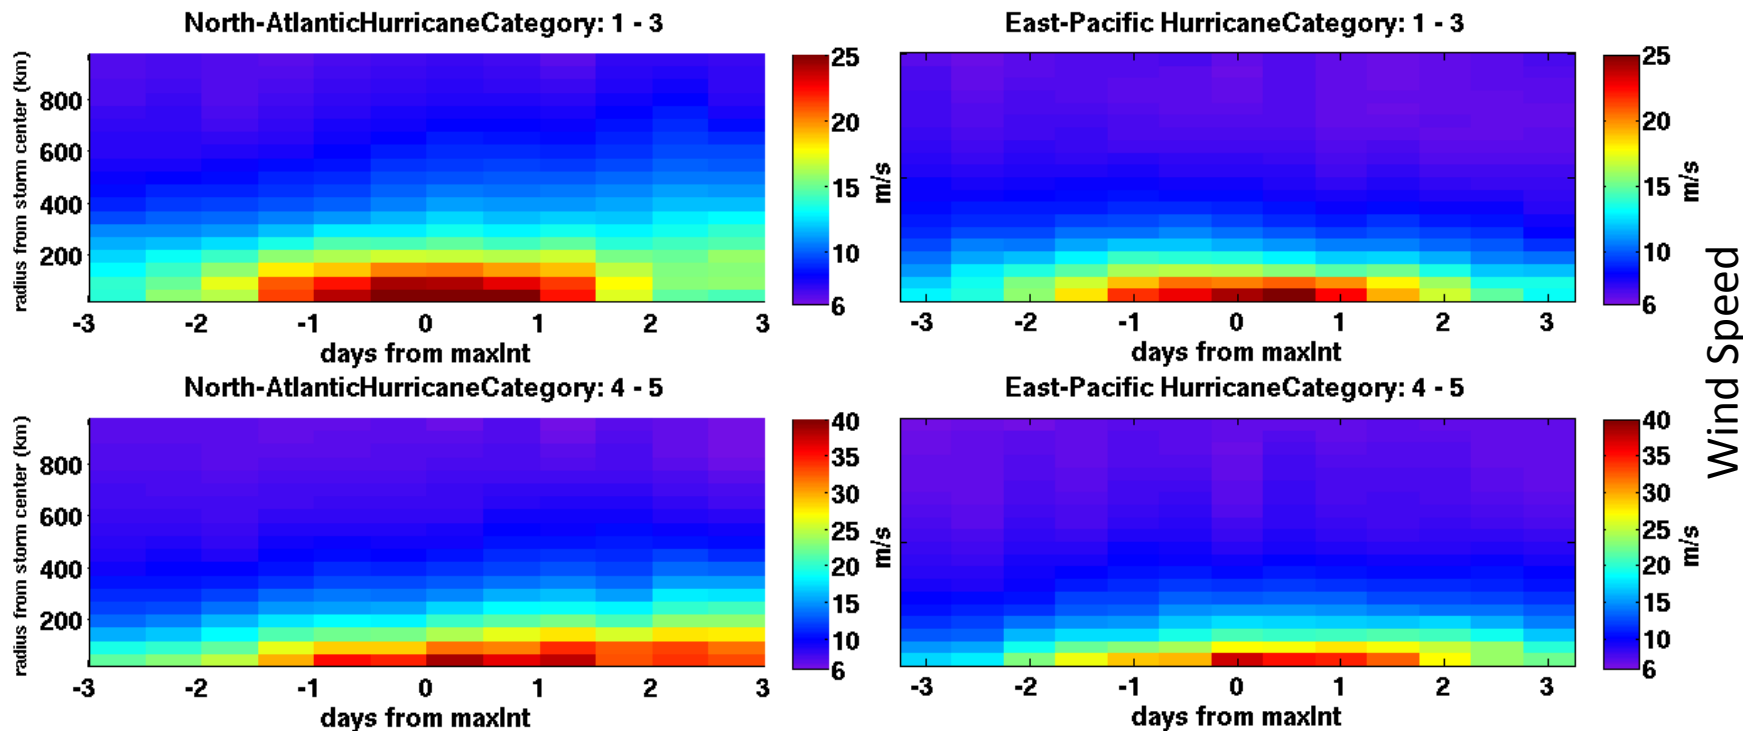 North-AtlanticHurricaneCategory: 1 - 3
radius from storm center (km)
800
600
400
200
-3 -2 -1 0 1 2 3
days from maxInt
25
20
15
10
6
m/s
East-Pacific HurricaneCategory: 1 - 3
-3 -2 -1 0 1 2 3
days from maxInt
25
20
15
10
6
m/s
North-AtlanticHurricaneCategory: 4 - 5
radius from storm center (km)
800
600
400
200
-3 -2 -1 0 1 2 3
days from maxInt
40
35
30
25
20
15
10
6
m/s
East-Pacific HurricaneCategory: 4 - 5
-3 -2 -1 0 1 2 3
days from maxInt
40
35
30
25
20
15
10
6
m/s
Wind Speed